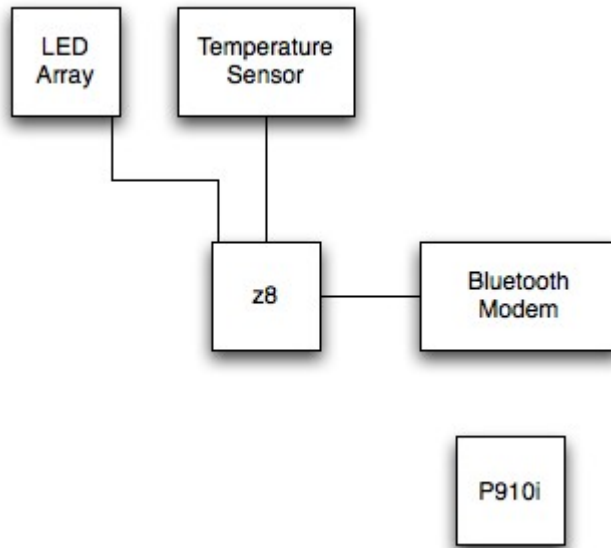 LED
Array
Temperature
Sensor
z8
Bluetooth
Modem
P910i